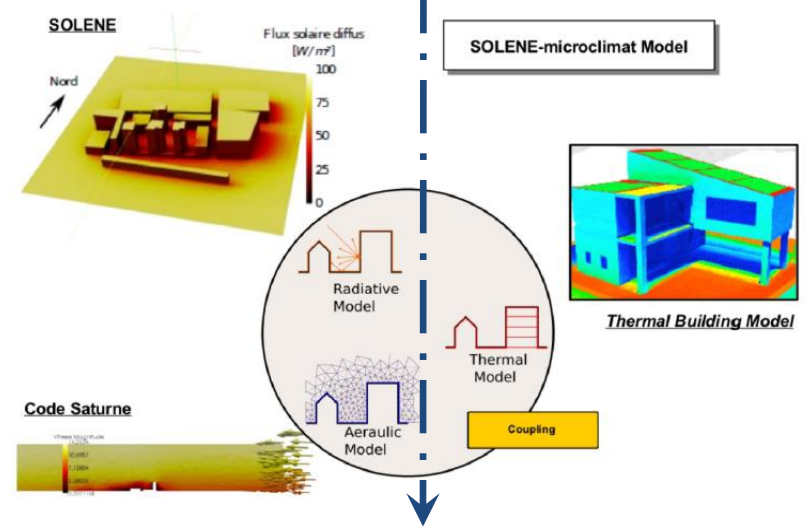 SOLENE
Flux solaire diffus
[W/m²]
100
75
50
25
0
Nord
SOLENE-microclimat Model
Radiative
Model
Thermal
Model
Aeraulic
Model
Thermal Building Model
Coupling
Code Saturne